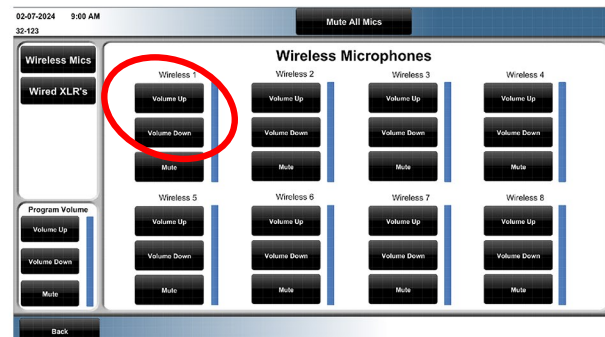 02-07-2024 9:00 AM
Mute All Mics
32-123
Wireless Mics
Wired XLR's
Wireless Microphones
Wireless 1 Wireless 2 Wireless 3 Wireless 4
Volume Up Volume Up Volume Up Volume Up
Volume Down Volume Down Volume Down Volume Down
Mute Mute Mute Mute
Wireless 5 Wireless 6 Wireless 7 Wireless 8
Volume Up Volume Up Volume Up Volume Up
Volume Down Volume Down Volume Down Volume Down
Mute Mute Mute Mute
Program Volume
Volume Up
Volume Down
Mute
Back